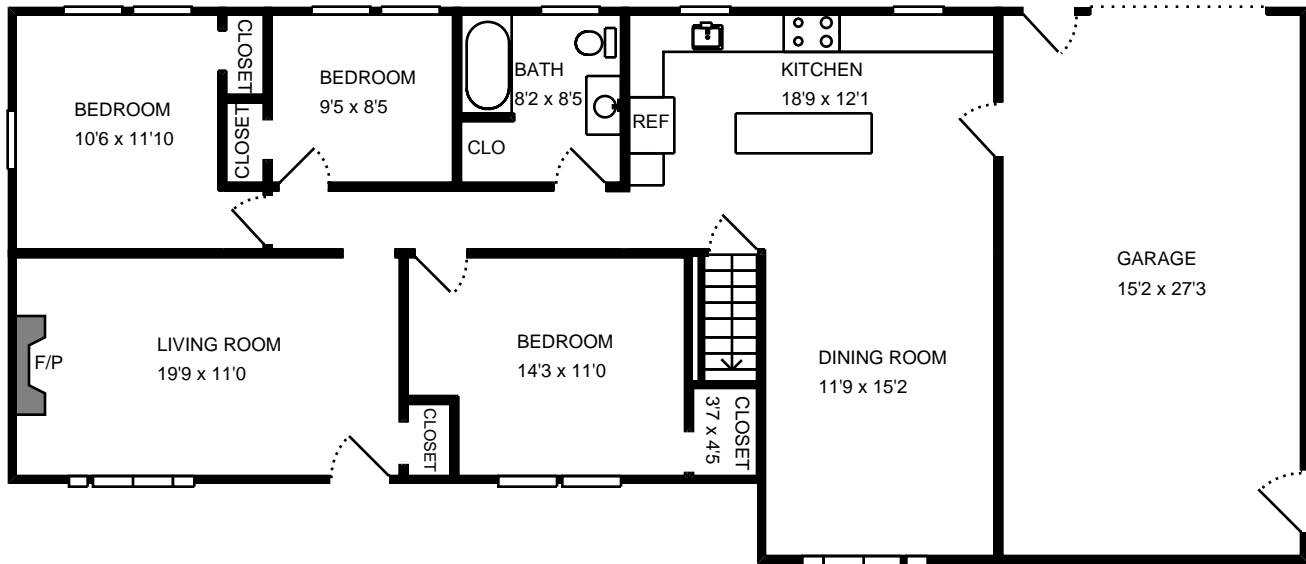 BEDROOM
10'6 x 11'10
CLOSET
CLOSET
BEDROOM
9'5 x 8'5
BATH
8'2 x 8'5
CLO
REF
KITCHEN
18'9 x 12'1
GARAGE
15'2 x 27'3
F/P
LIVING ROOM
19'9 x 11'0
CLOSET
BEDROOM
14'3 x 11'0
CLOSET
3'7 x 4'5
DINING ROOM
11'9 x 15'2